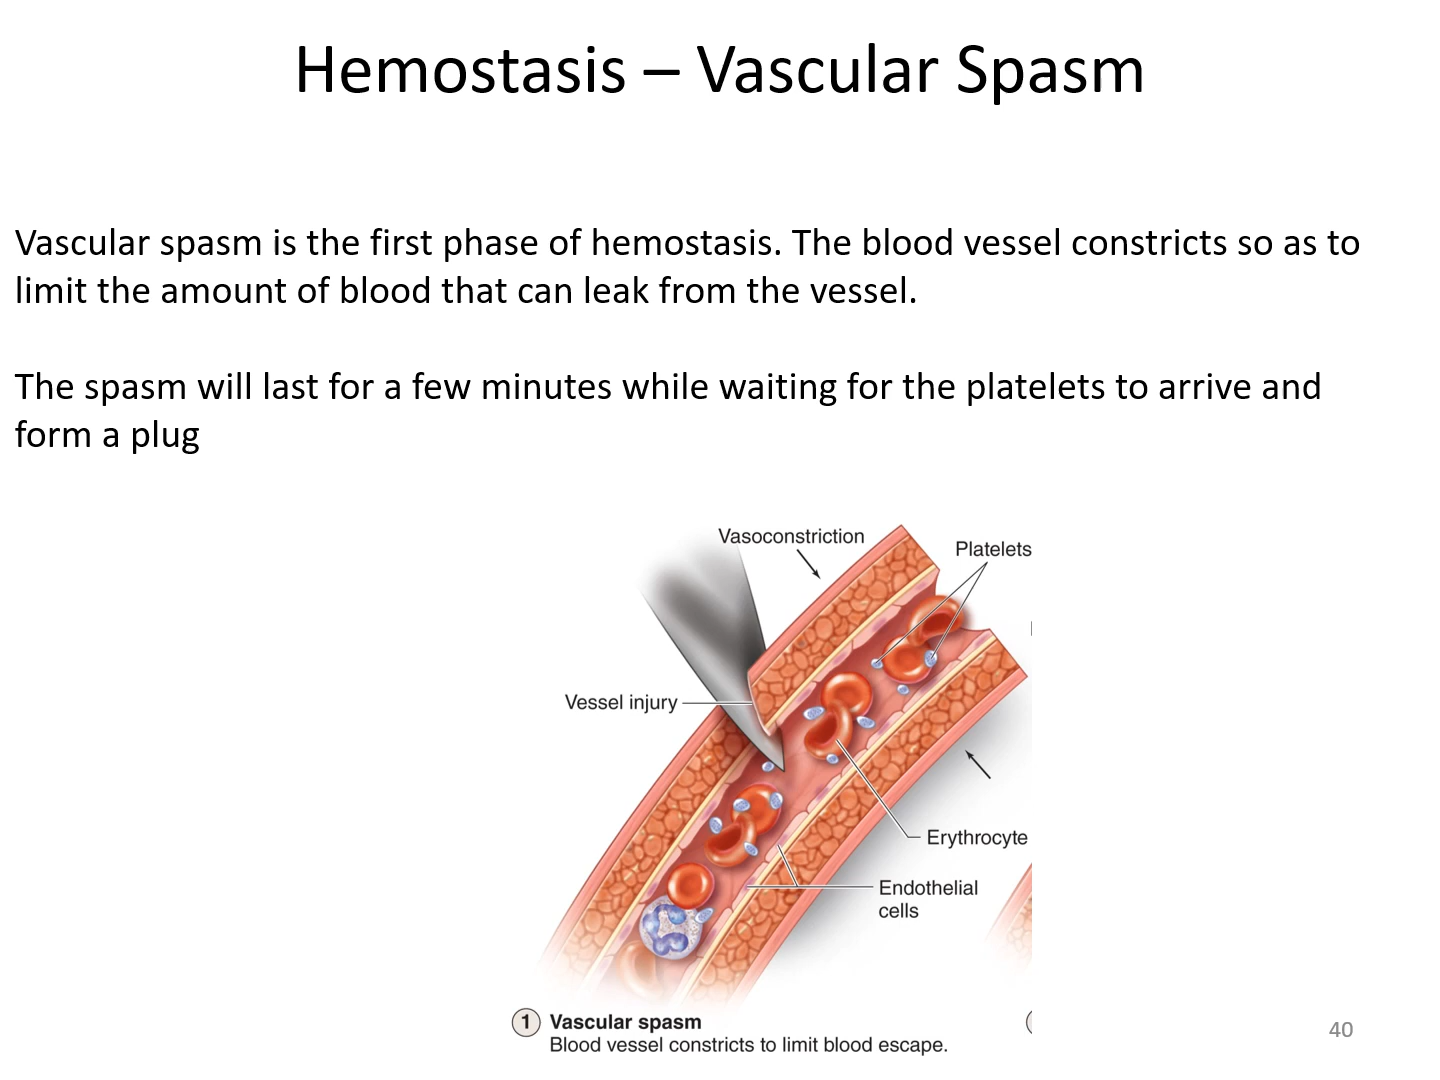 Hemostasis – Vascular Spasm
Vascular spasm is the first phase of hemostasis. The blood vessel constricts so as to
limit the amount of blood that can leak from the vessel.
The spasm will last for a few minutes while waiting for the platelets to arrive and
form a plug
Vasoconstriction
Platelets
Vessel injury
Erythrocyte
Endothelial
cells
1 Vascular spasm
Blood vessel constricts to limit blood escape.
40